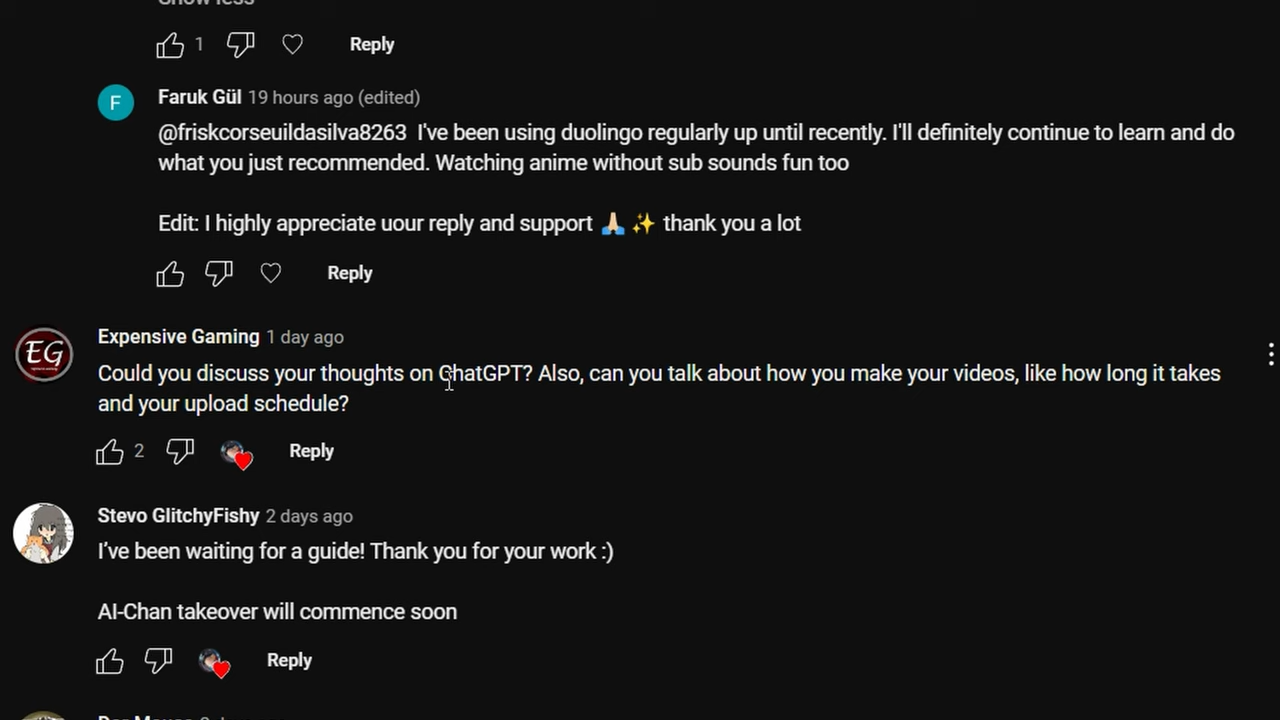 Show less
1 Reply
F Faruk Gül 19 hours ago (edited)
@friskcorseuildasilva8263 I've been using duolingo regularly up until recently. I'll definitely continue to learn and do
what you just recommended. Watching anime without sub sounds fun too
Edit: I highly appreciate uour reply and support 🙏🏻 ✨ thank you a lot
Reply
EG Expensive Gaming 1 day ago
Could you discuss your thoughts on ChatGPT? Also, can you talk about how you make your videos, like how long it takes
and your upload schedule?
2 Reply
Stevo GlitchyFishy 2 days ago
I've been waiting for a guide! Thank you for your work :)
AI-Chan takeover will commence soon
Reply